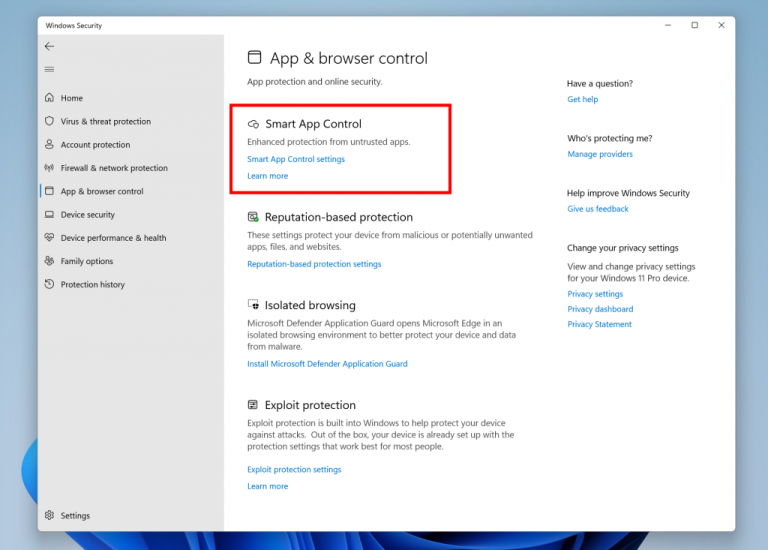 Windows Security
Home
Virus & threat protection
Account protection
Firewall & network protection
App & browser control
Device security
Device performance & health
Family options
Protection history
Settings
App & browser control
App protection and online security.
Smart App Control
Enhanced protection from untrusted apps.
Smart App Control settings
Learn more
Reputation-based protection
These settings protect your device from malicious or potentially unwanted
apps, files, and websites.
Reputation-based protection settings
Isolated browsing
Microsoft Defender Application Guard opens Microsoft Edge in an
isolated browsing environment to better protect your device and data
from malware.
Install Microsoft Defender Application Guard
Exploit protection
Exploit protection is built into Windows to help protect your device
against attacks. Out of the box, your device is already set up with the
protection settings that work best for most people.
Exploit protection settings
Learn more
Have a question?
Get help
Who's protecting me?
Manage providers
Help improve Windows Security
Give us feedback
Change your privacy settings
View and change privacy settings
for your Windows 11 Pro device.
Privacy settings
Privacy dashboard
Privacy Statement